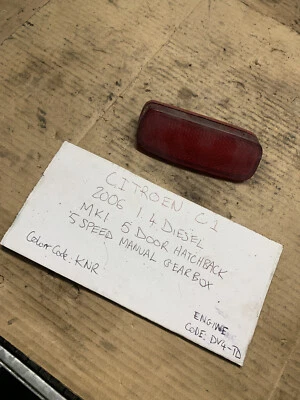 CITROEN C1
2006 1.4 DIESEL
MK1 5 DOOR HATCHBACK
5 SPEED MANUAL GEARBOX
Colour Code: KNR
ENGINE
CODE: DV4-TD